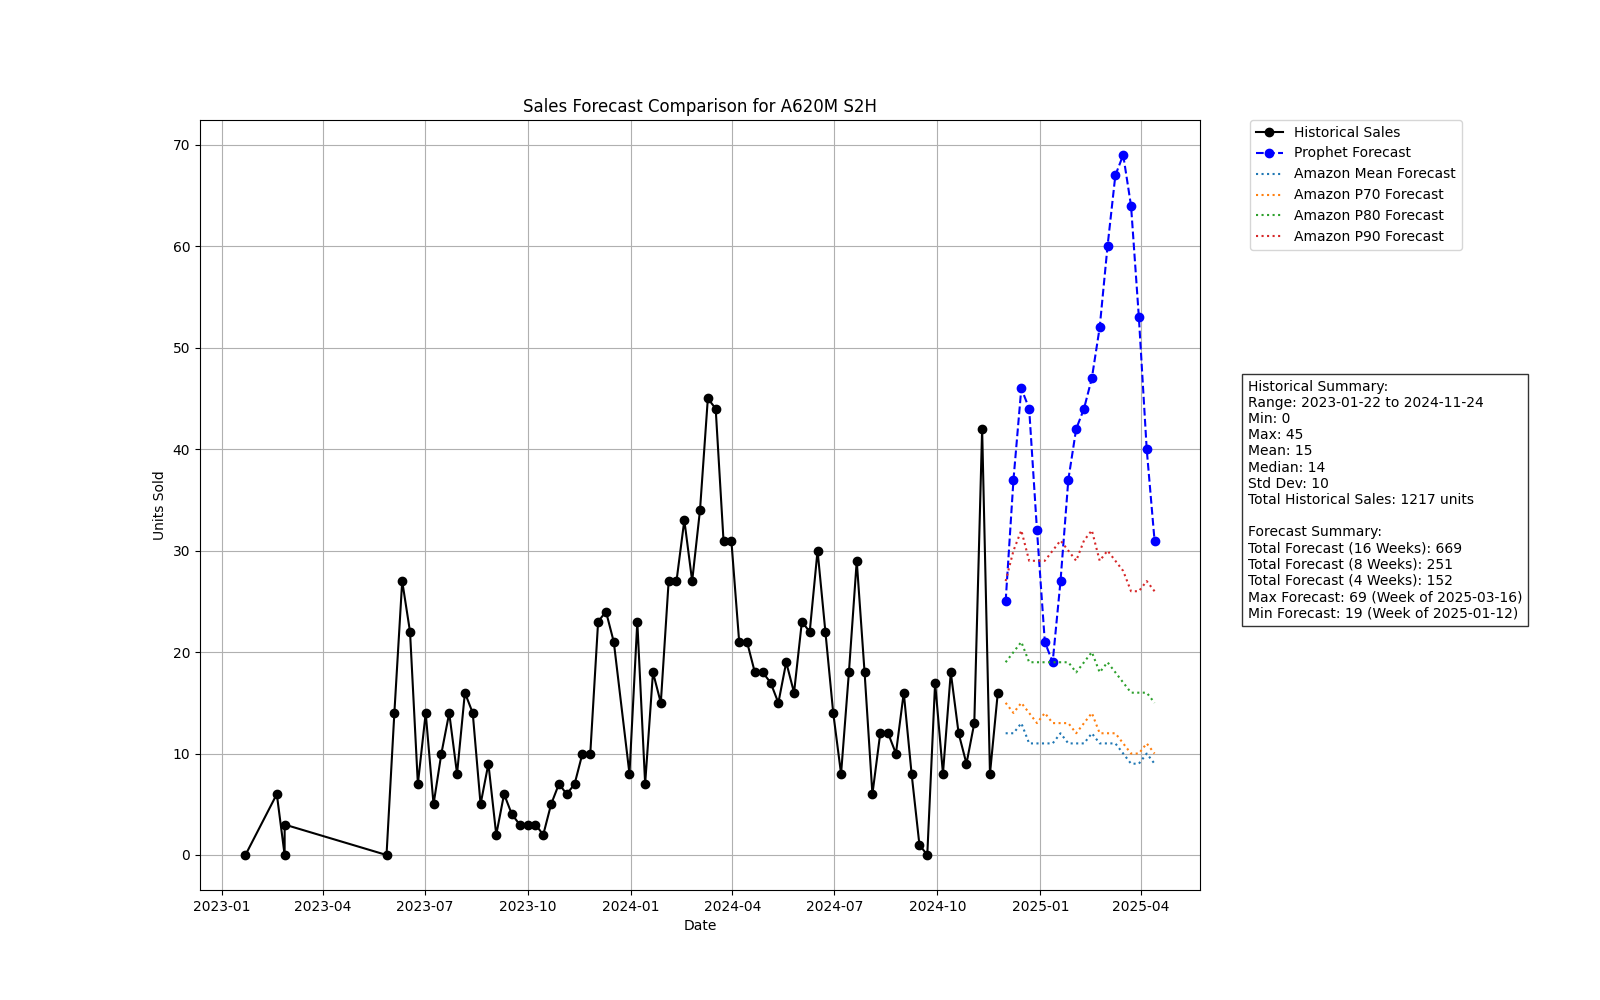 Sales Forecast Comparison for A620M S2H
70
60
50
40
30
20
10
0
Units Sold
2023-01
2023-04
2023-07
2023-10
2024-01
2024-04
2024-07
2024-10
2025-01
2025-04
Date
Historical Sales
Prophet Forecast
Amazon Mean Forecast
Amazon P70 Forecast
Amazon P80 Forecast
Amazon P90 Forecast
Historical Summary:
Range: 2023-01-22 to 2024-11-24
Min: 0
Max: 45
Mean: 15
Median: 14
Std Dev: 10
Total Historical Sales: 1217 units
Forecast Summary:
Total Forecast (16 Weeks): 669
Total Forecast (8 Weeks): 251
Total Forecast (4 Weeks): 152
Max Forecast: 69 (Week of 2025-03-16)
Min Forecast: 19 (Week of 2025-01-12)